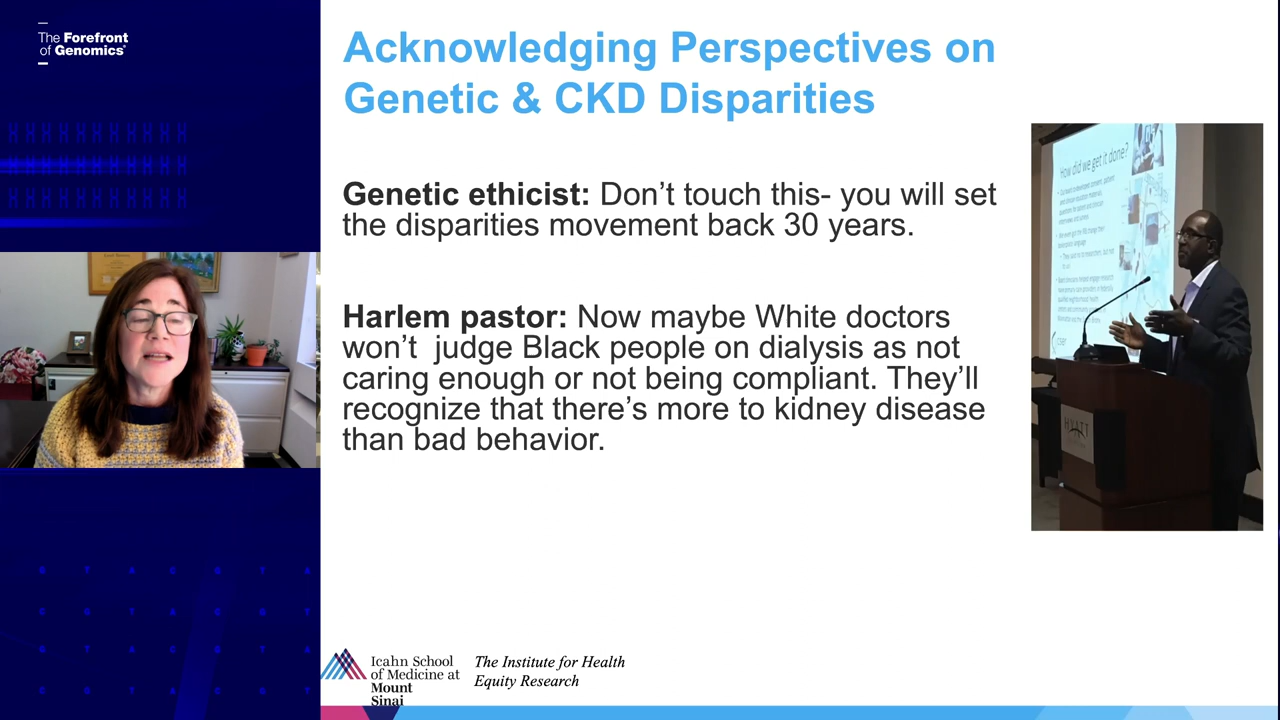 The Forefront
of Genomics®
Acknowledging Perspectives on
Genetic & CKD Disparities
Genetic ethicist: Don't touch this- you will set
the disparities movement back 30 years.
Harlem pastor: Now maybe White doctors
won't judge Black people on dialysis as not
caring enough or not being compliant. They'll
recognize that there's more to kidney disease
than bad behavior.
How did we get it done?
HYATT
Icahn School
of Medicine at
Mount
Sinai
The Institute for Health
Equity Research